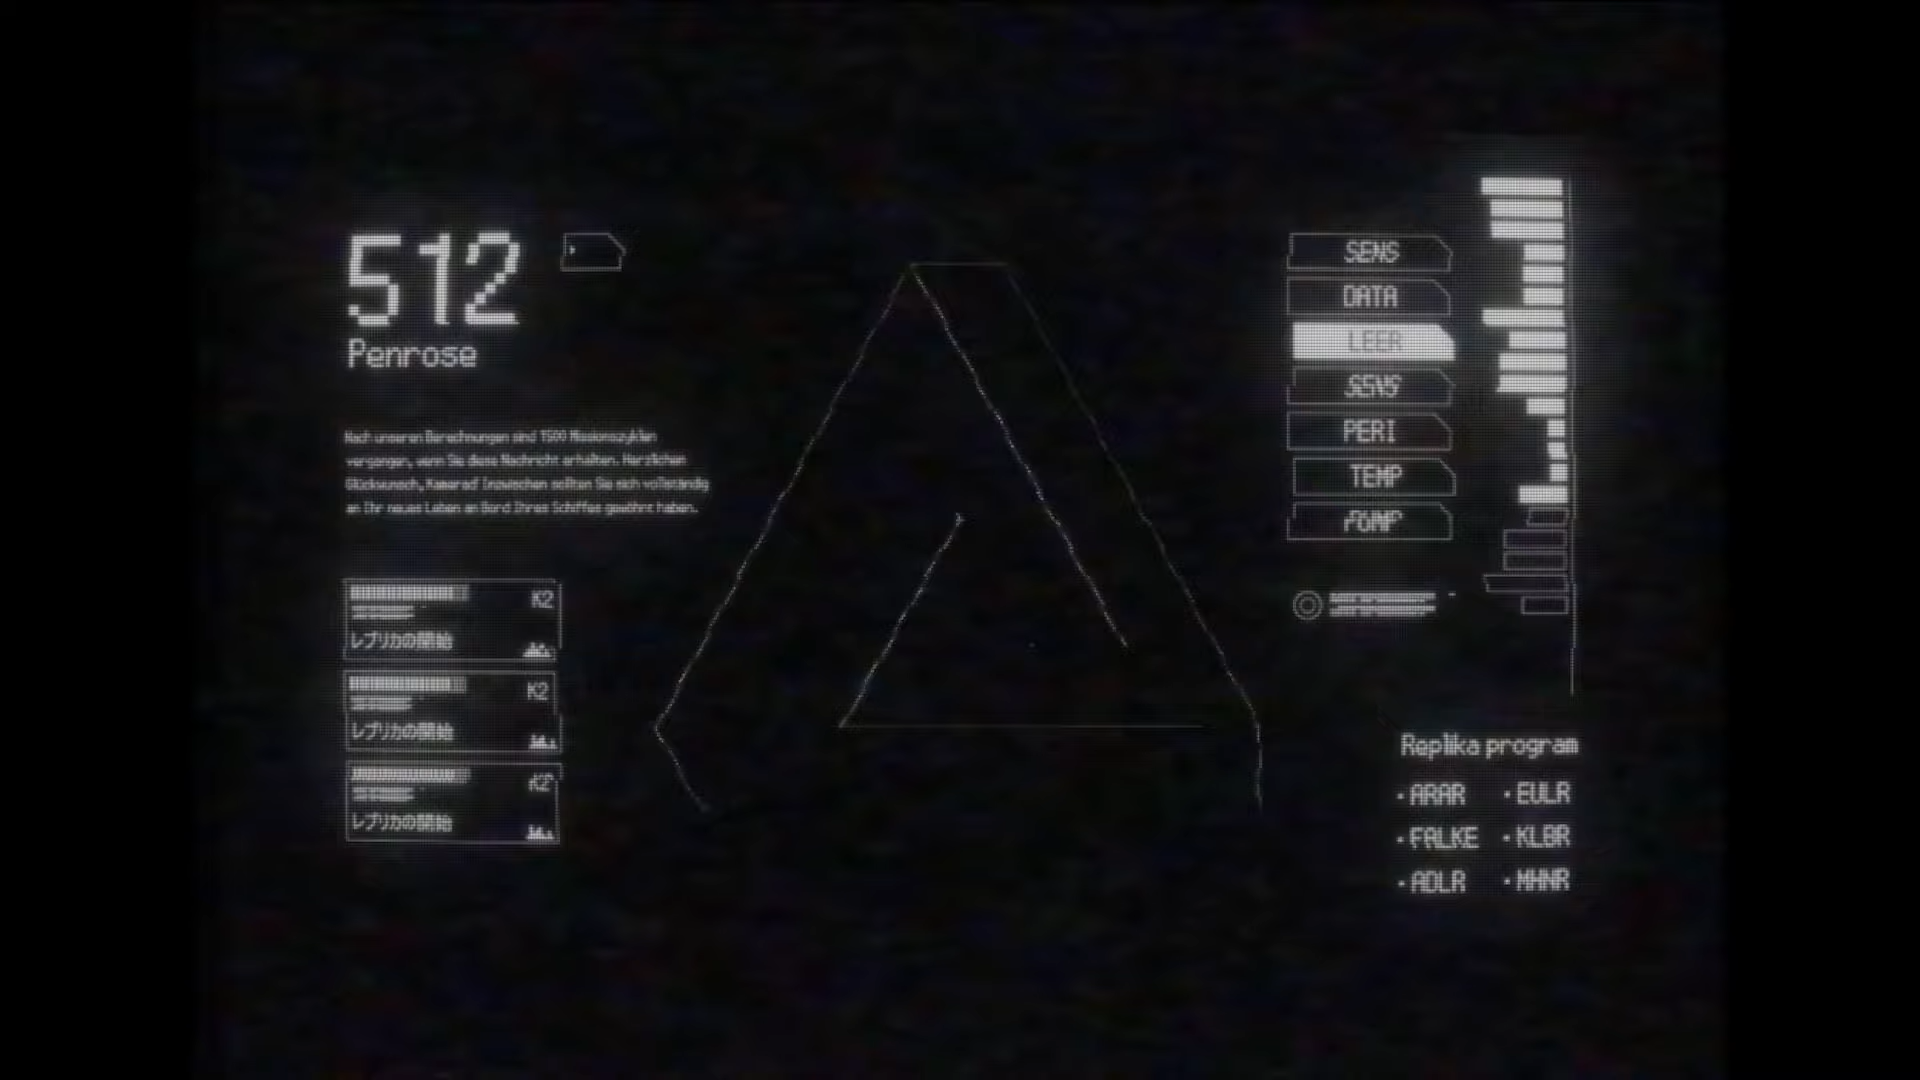 512
Penrose
Nach unseren Berechnungen sind 1500 Missionszyklen
vergangen, wenn Sie diese Nachricht erhalten. Herzlichen
Glückwunsch, Kamerad! Inzwischen sollten Sie sich vollständig
an Ihr neues Leben an Bord Ihres Schiffes gewöhnt haben.
K2
レプリカの開始
K2
レプリカの開始
K2
レプリカの開始
SENS
DATA
LEER
SENS
PERI
TEMP
PUMP
Replika program
· ARAR · EULR
· FALKE · KLBR
· ADLR · MHNR